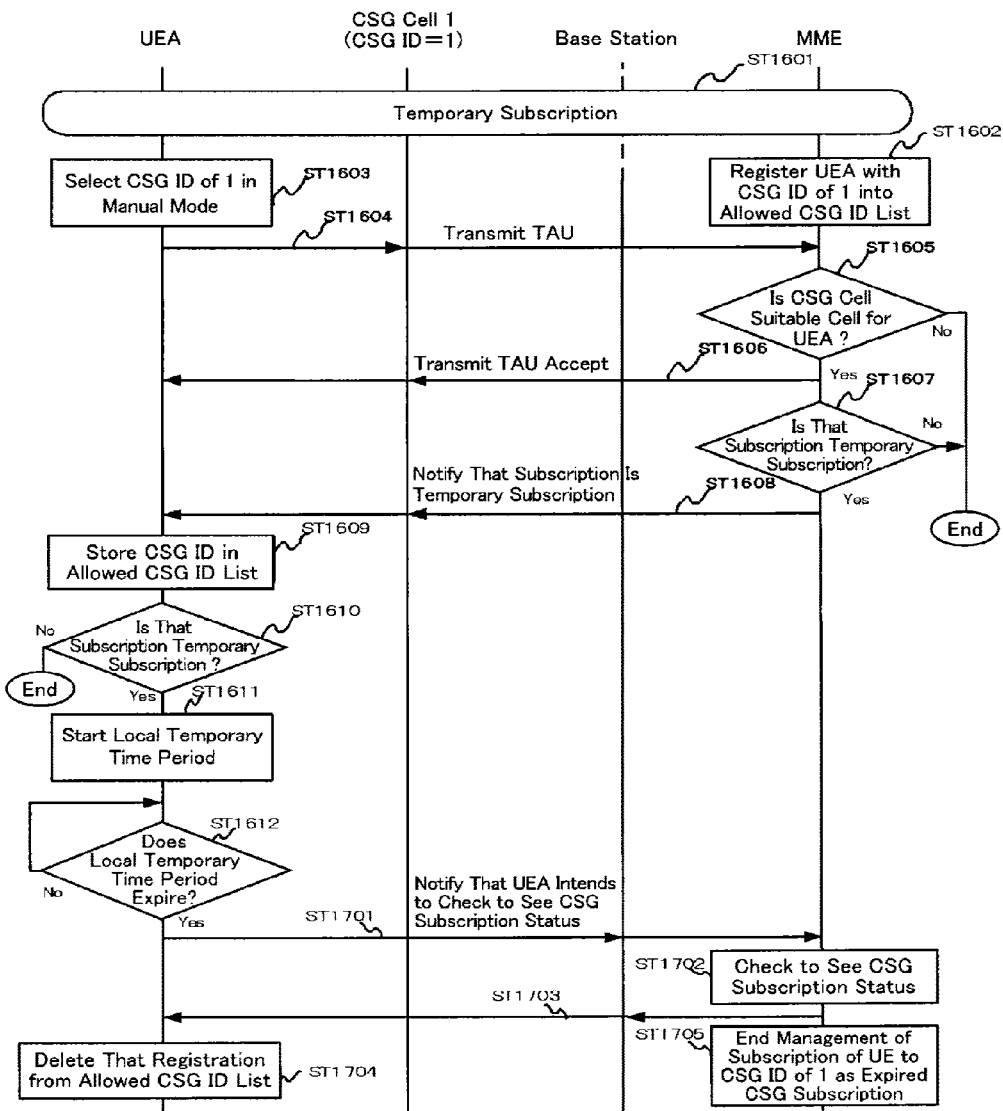 UEA
CSG Cell 1
(CSG ID=1)
Base Station
MME
ST1601
Temporary Subscription
ST1602
Select CSG ID of 1 in
Manual Mode
ST1603
Register UEA with
CSG ID of 1 into
Allowed CSG ID List
ST1604
Transmit TAU
ST1605
Is CSG Cell
Suitable Cell for
UEA ?
No
Yes
ST1606
Transmit TAU Accept
ST1607
Is That
Subscription Temporary
Subscription?
No
Yes
Notify That Subscription Is
Temporary Subscription
ST1608
End
ST1609
Store CSG ID in
Allowed CSG ID List
ST1610
Is That
Subscription Temporary
Subscription ?
No
End
Yes
ST1611
Start Local Temporary
Time Period
ST1612
Does
Local Temporary
Time Period
Expire?
No
Yes
Notify That UEA Intends
to Check to See CSG
Subscription Status
ST1701
ST1702
Check to See CSG
Subscription Status
ST1703
ST1705
End Management of
Subscription of UE to
CSG ID of 1 as Expired
CSG Subscription
Delete That Registration
from Allowed CSG ID List
ST1704